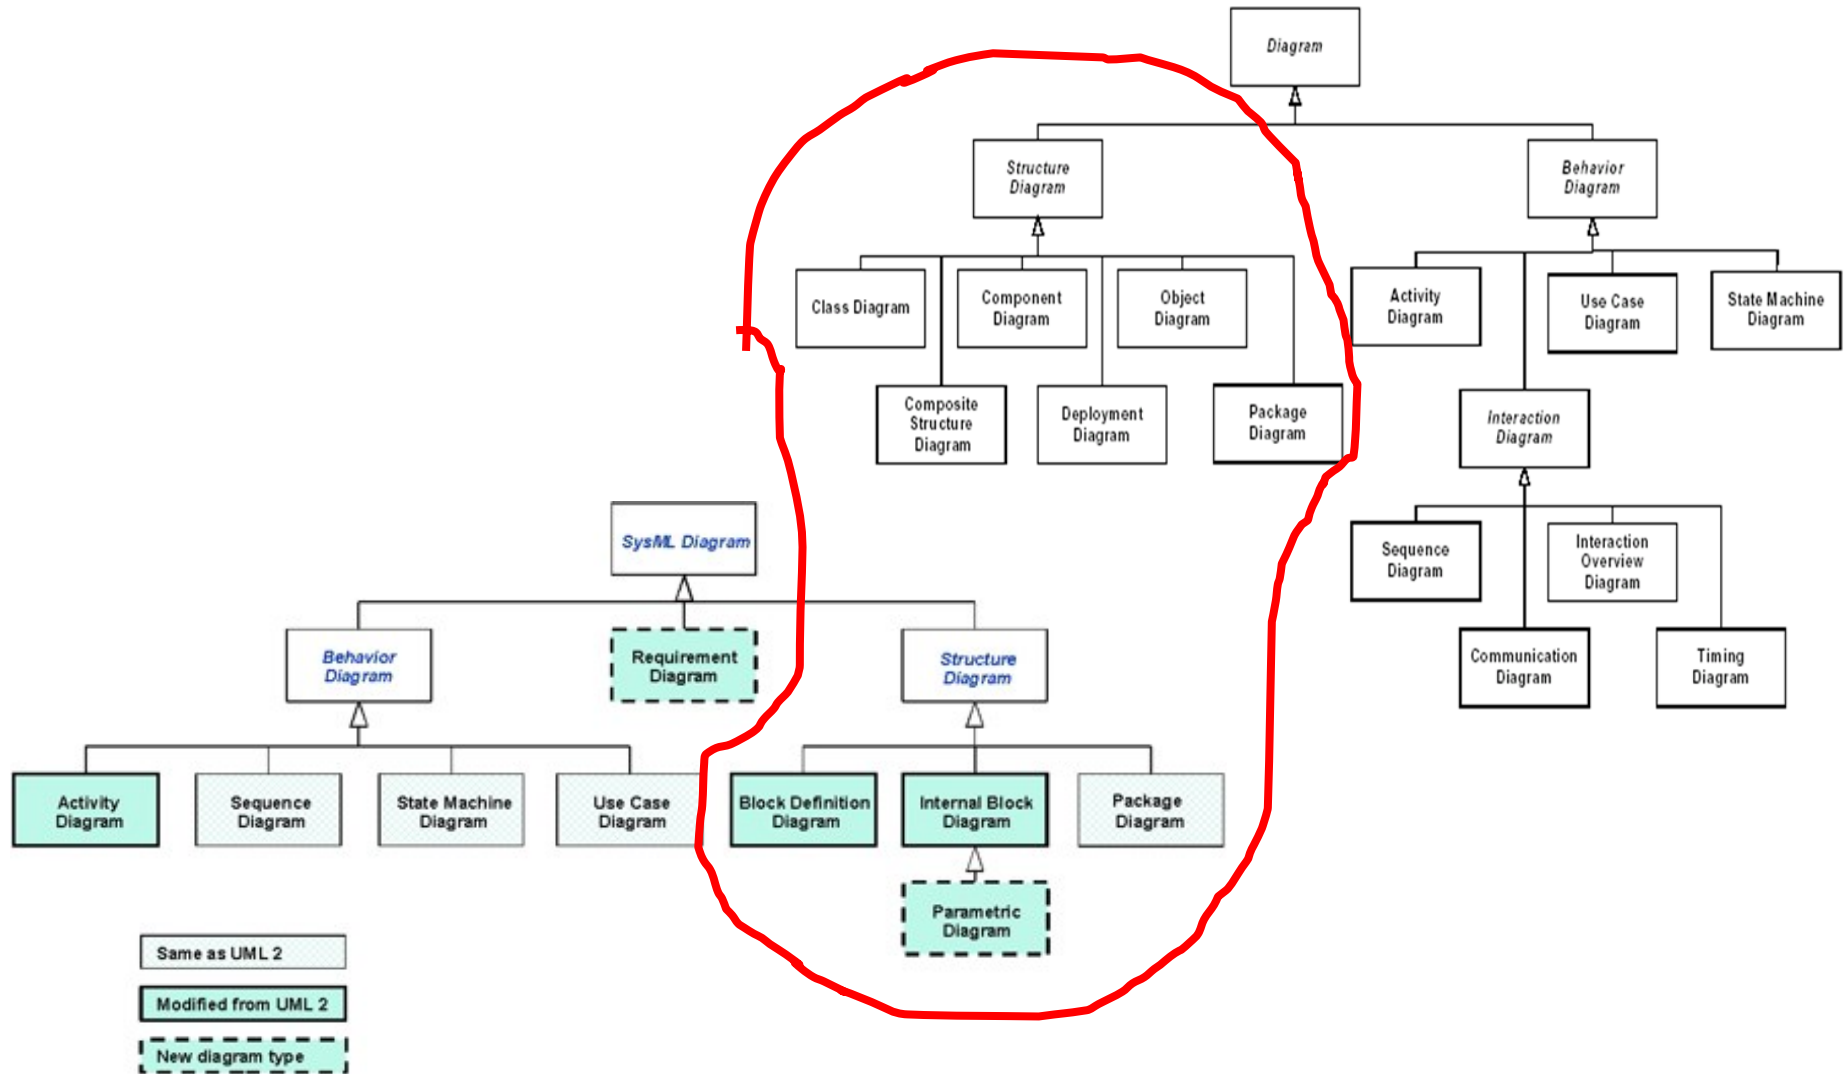 Diagram
Structure
Diagram
Behavior
Diagram
Class Diagram
Component
Diagram
Object
Diagram
Activity
Diagram
Use Case
Diagram
State Machine
Diagram
Composite
Structure
Diagram
Deployment
Diagram
Package
Diagram
Interaction
Diagram
Sequence
Diagram
Interaction
Overview
Diagram
Communication
Diagram
Timing
Diagram
SysML Diagram
Behavior
Diagram
Requirement
Diagram
Structure
Diagram
Activity
Diagram
Sequence
Diagram
State Machine
Diagram
Use Case
Diagram
Block Definition
Diagram
Internal Block
Diagram
Package
Diagram
Parametric
Diagram
Same as UML 2
Modified from UML 2
New diagram type